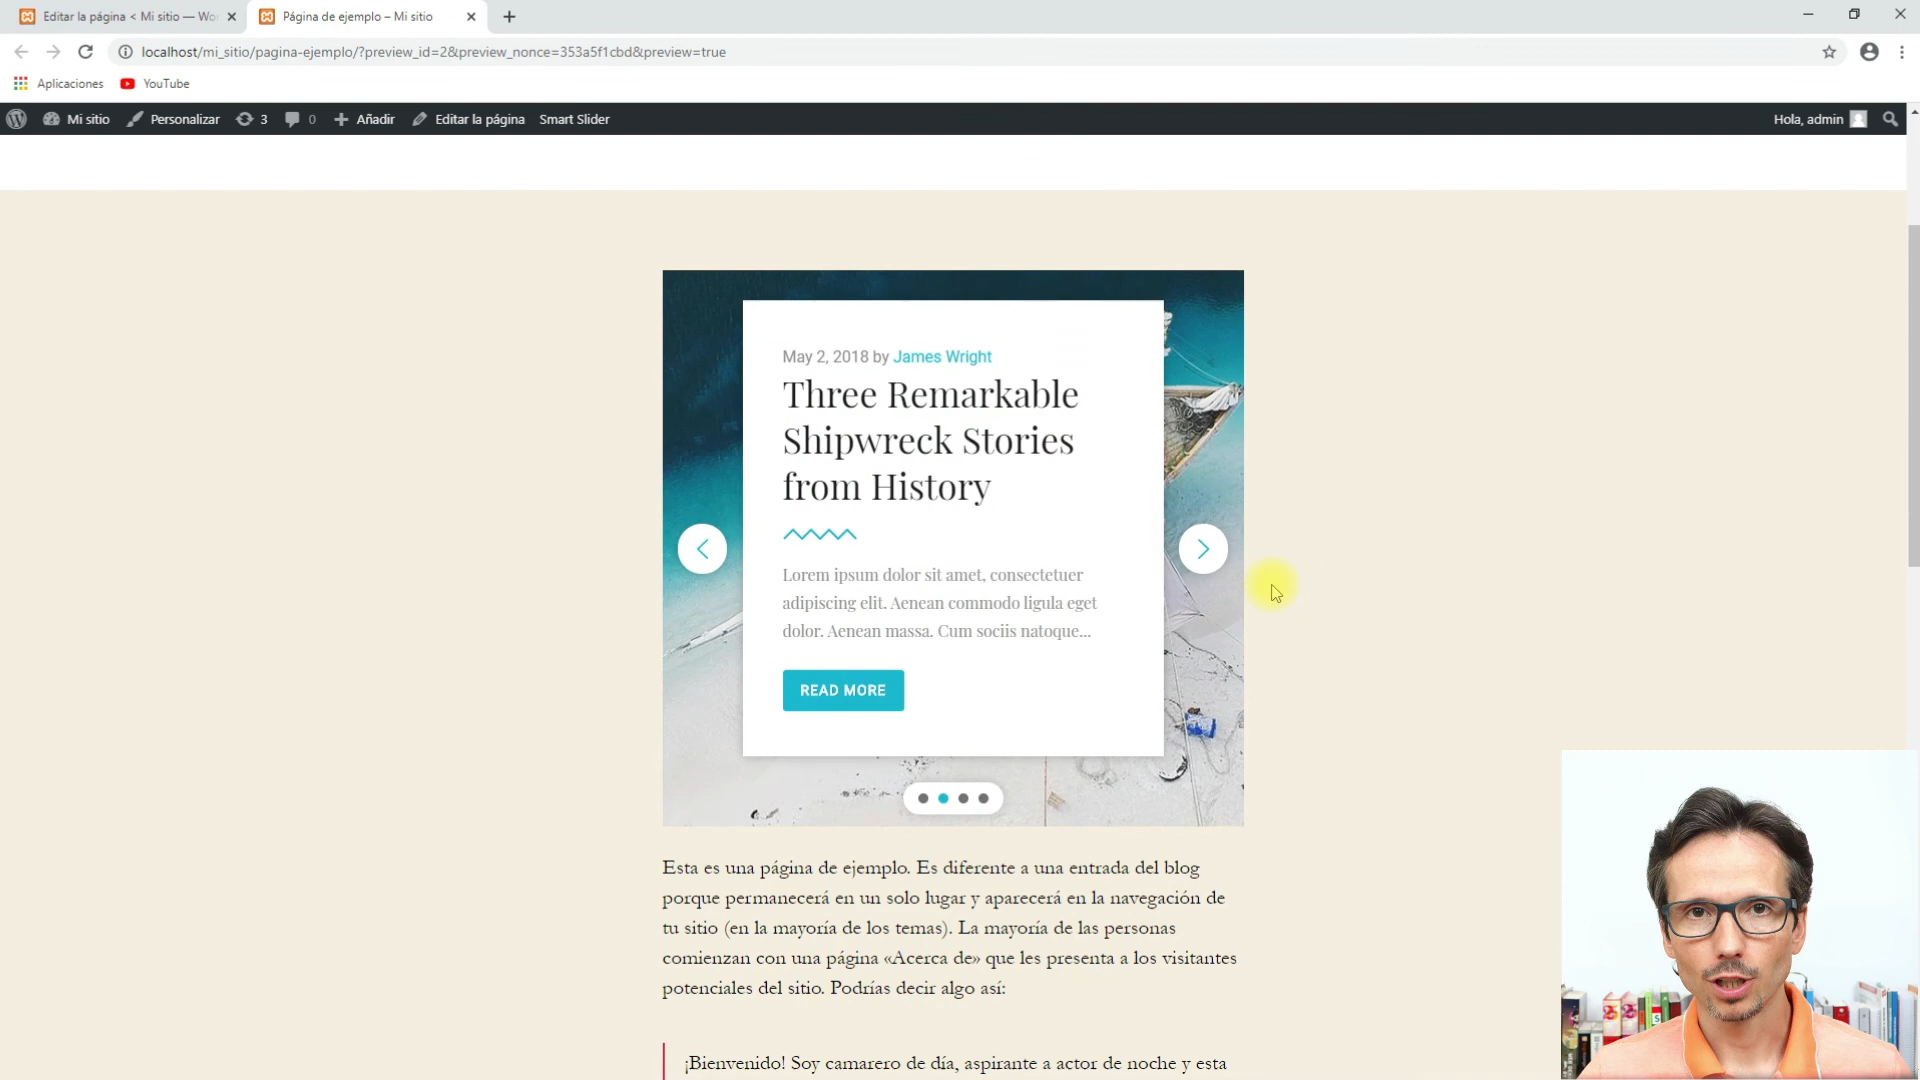 Editar la página < Mi sitio — Wo
Página de ejemplo – Mi sitio
localhost/mi_sitio/pagina-ejemplo/?preview_id=2&preview_nonce=353a5f1cbd&preview=true
Aplicaciones
YouTube
Mi sitio
Personalizar
3
0
Añadir
Editar la página
Smart Slider
Hola, admin
May 2, 2018 by James Wright
Three Remarkable
Shipwreck Stories
from History
Lorem ipsum dolor sit amet, consectetuer
adipiscing elit. Aenean commodo ligula eget
dolor. Aenean massa. Cum sociis natoque...
READ MORE
Esta es una página de ejemplo. Es diferente a una entrada del blog
porque permanecerá en un solo lugar y aparecerá en la navegación de
tu sitio (en la mayoría de los temas). La mayoría de las personas
comienzan con una página «Acerca de» que les presenta a los visitantes
potenciales del sitio. Podrías decir algo así:
¡Bienvenido! Soy camarero de día, aspirante a actor de noche y esta